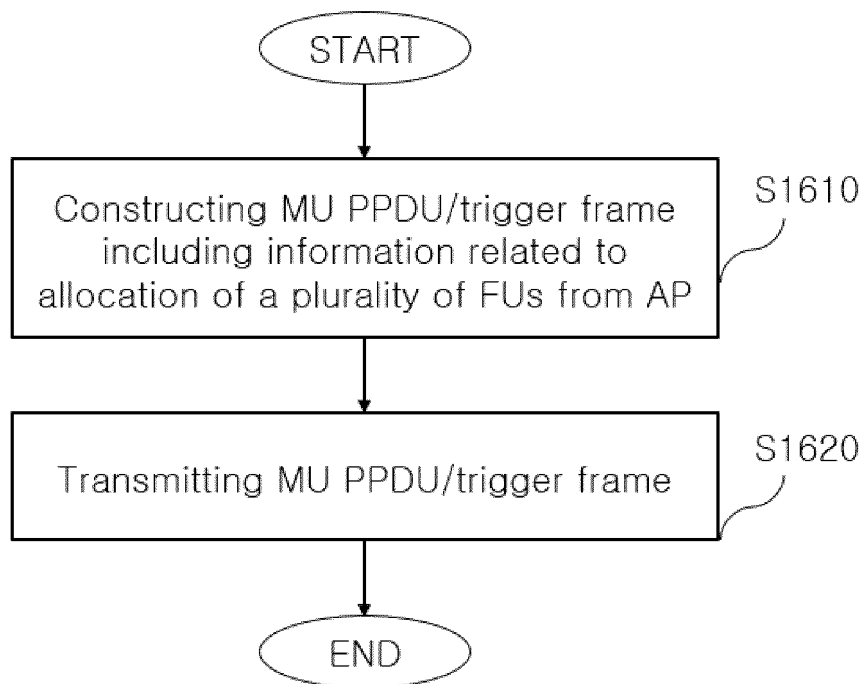 START
Constructing MU PPDU/trigger frame
including information related to
allocation of a plurality of FUs from AP
S1610
Transmitting MU PPDU/trigger frame
S1620
END